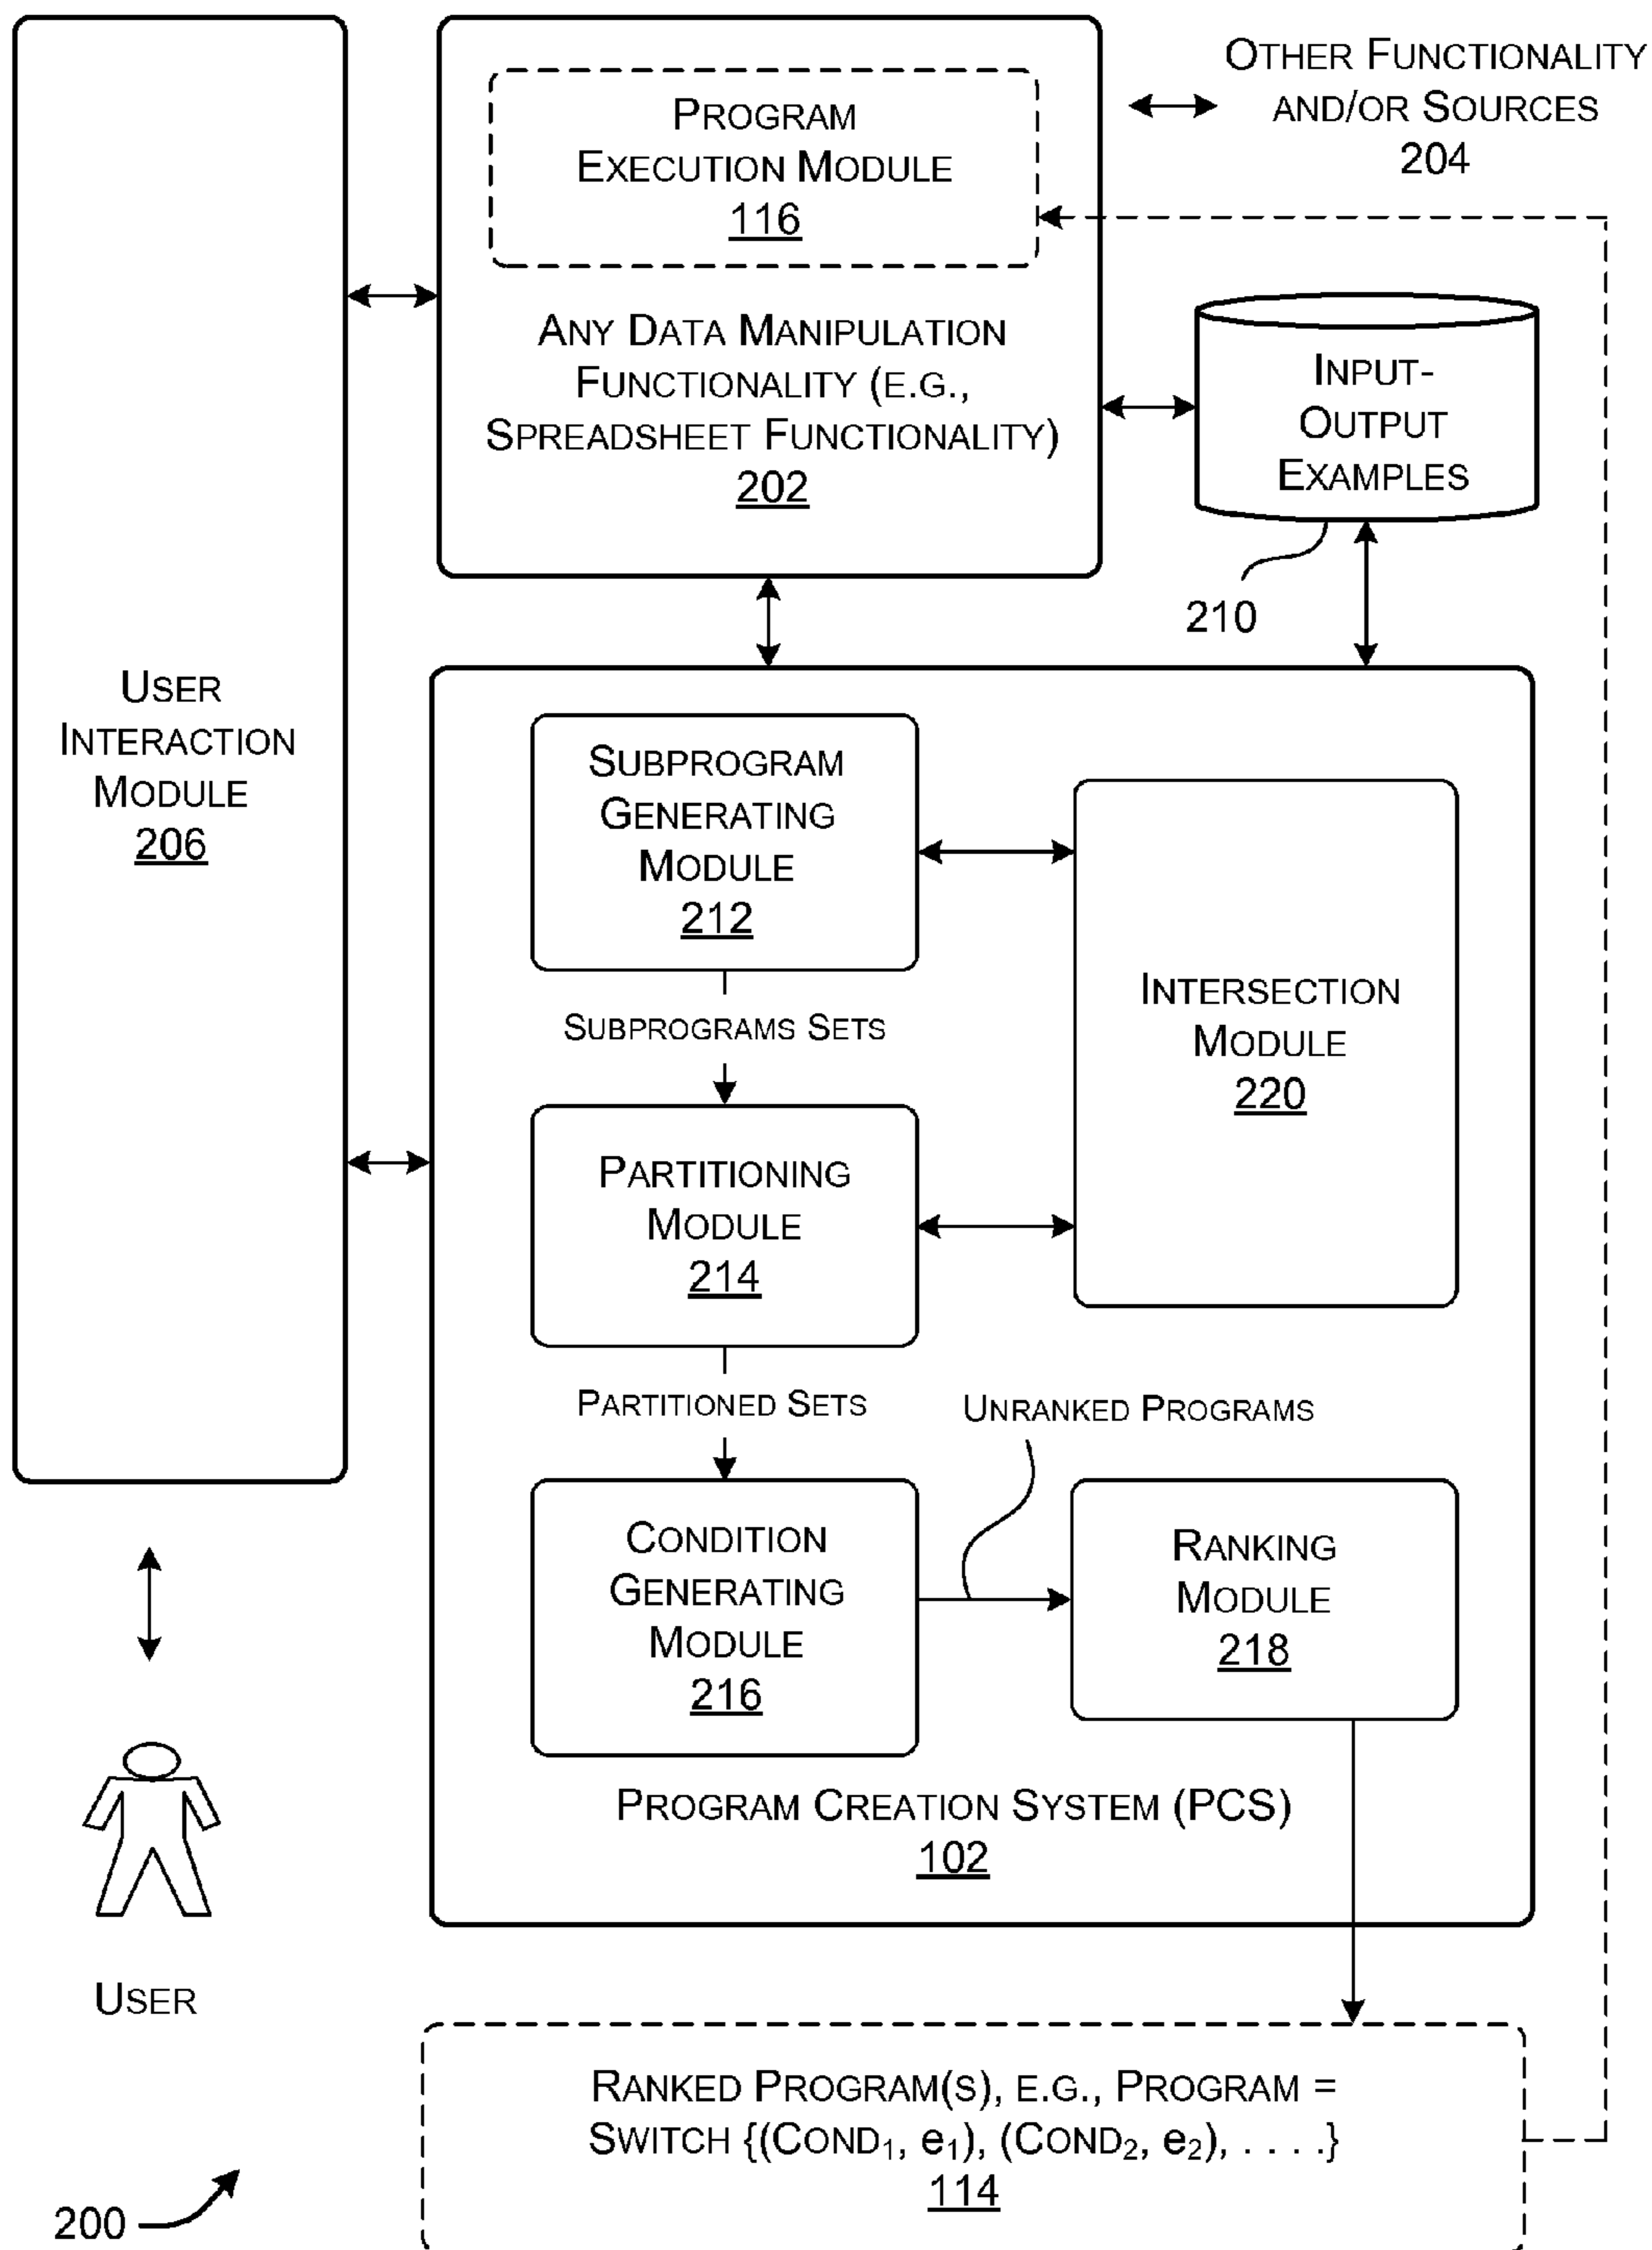 OTHER FUNCTIONALITY
AND/OR SOURCES
204
PROGRAM
EXECUTION MODULE
116
ANY DATA MANIPULATION
FUNCTIONALITY (E.G.,
SPREADSHEET FUNCTIONALITY)
202
INPUT-
OUTPUT
EXAMPLES
210
USER
INTERACTION
MODULE
206
SUBPROGRAM
GENERATING
MODULE
212
SUBPROGRAMS SETS
INTERSECTION
MODULE
220
PARTITIONING
MODULE
214
PARTITIONED SETS
UNRANKED PROGRAMS
CONDITION
GENERATING
MODULE
216
RANKING
MODULE
218
PROGRAM CREATION SYSTEM (PCS)
102
USER
RANKED PROGRAM(S), E.G., PROGRAM =
SWITCH {(COND₁, e₁), (COND₂, e₂), . . . .}
114
200